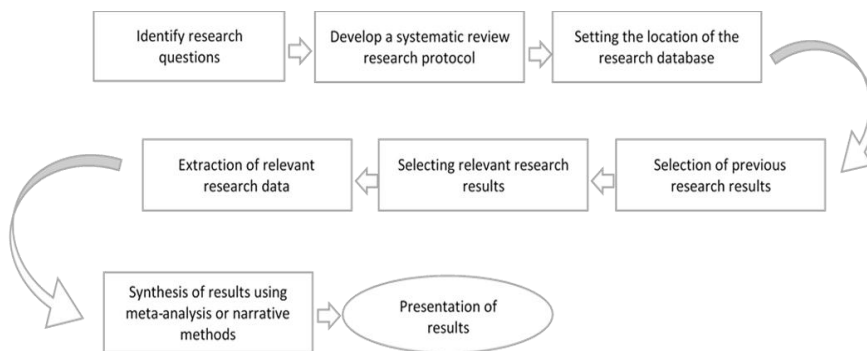 Identify research
questions
Develop a systematic review
research protocol
Setting the location of the
research database
Selection of previous
research results
Selecting relevant research
results
Extraction of relevant
research data
Synthesis of results using
meta-analysis or narrative
methods
Presentation of
results